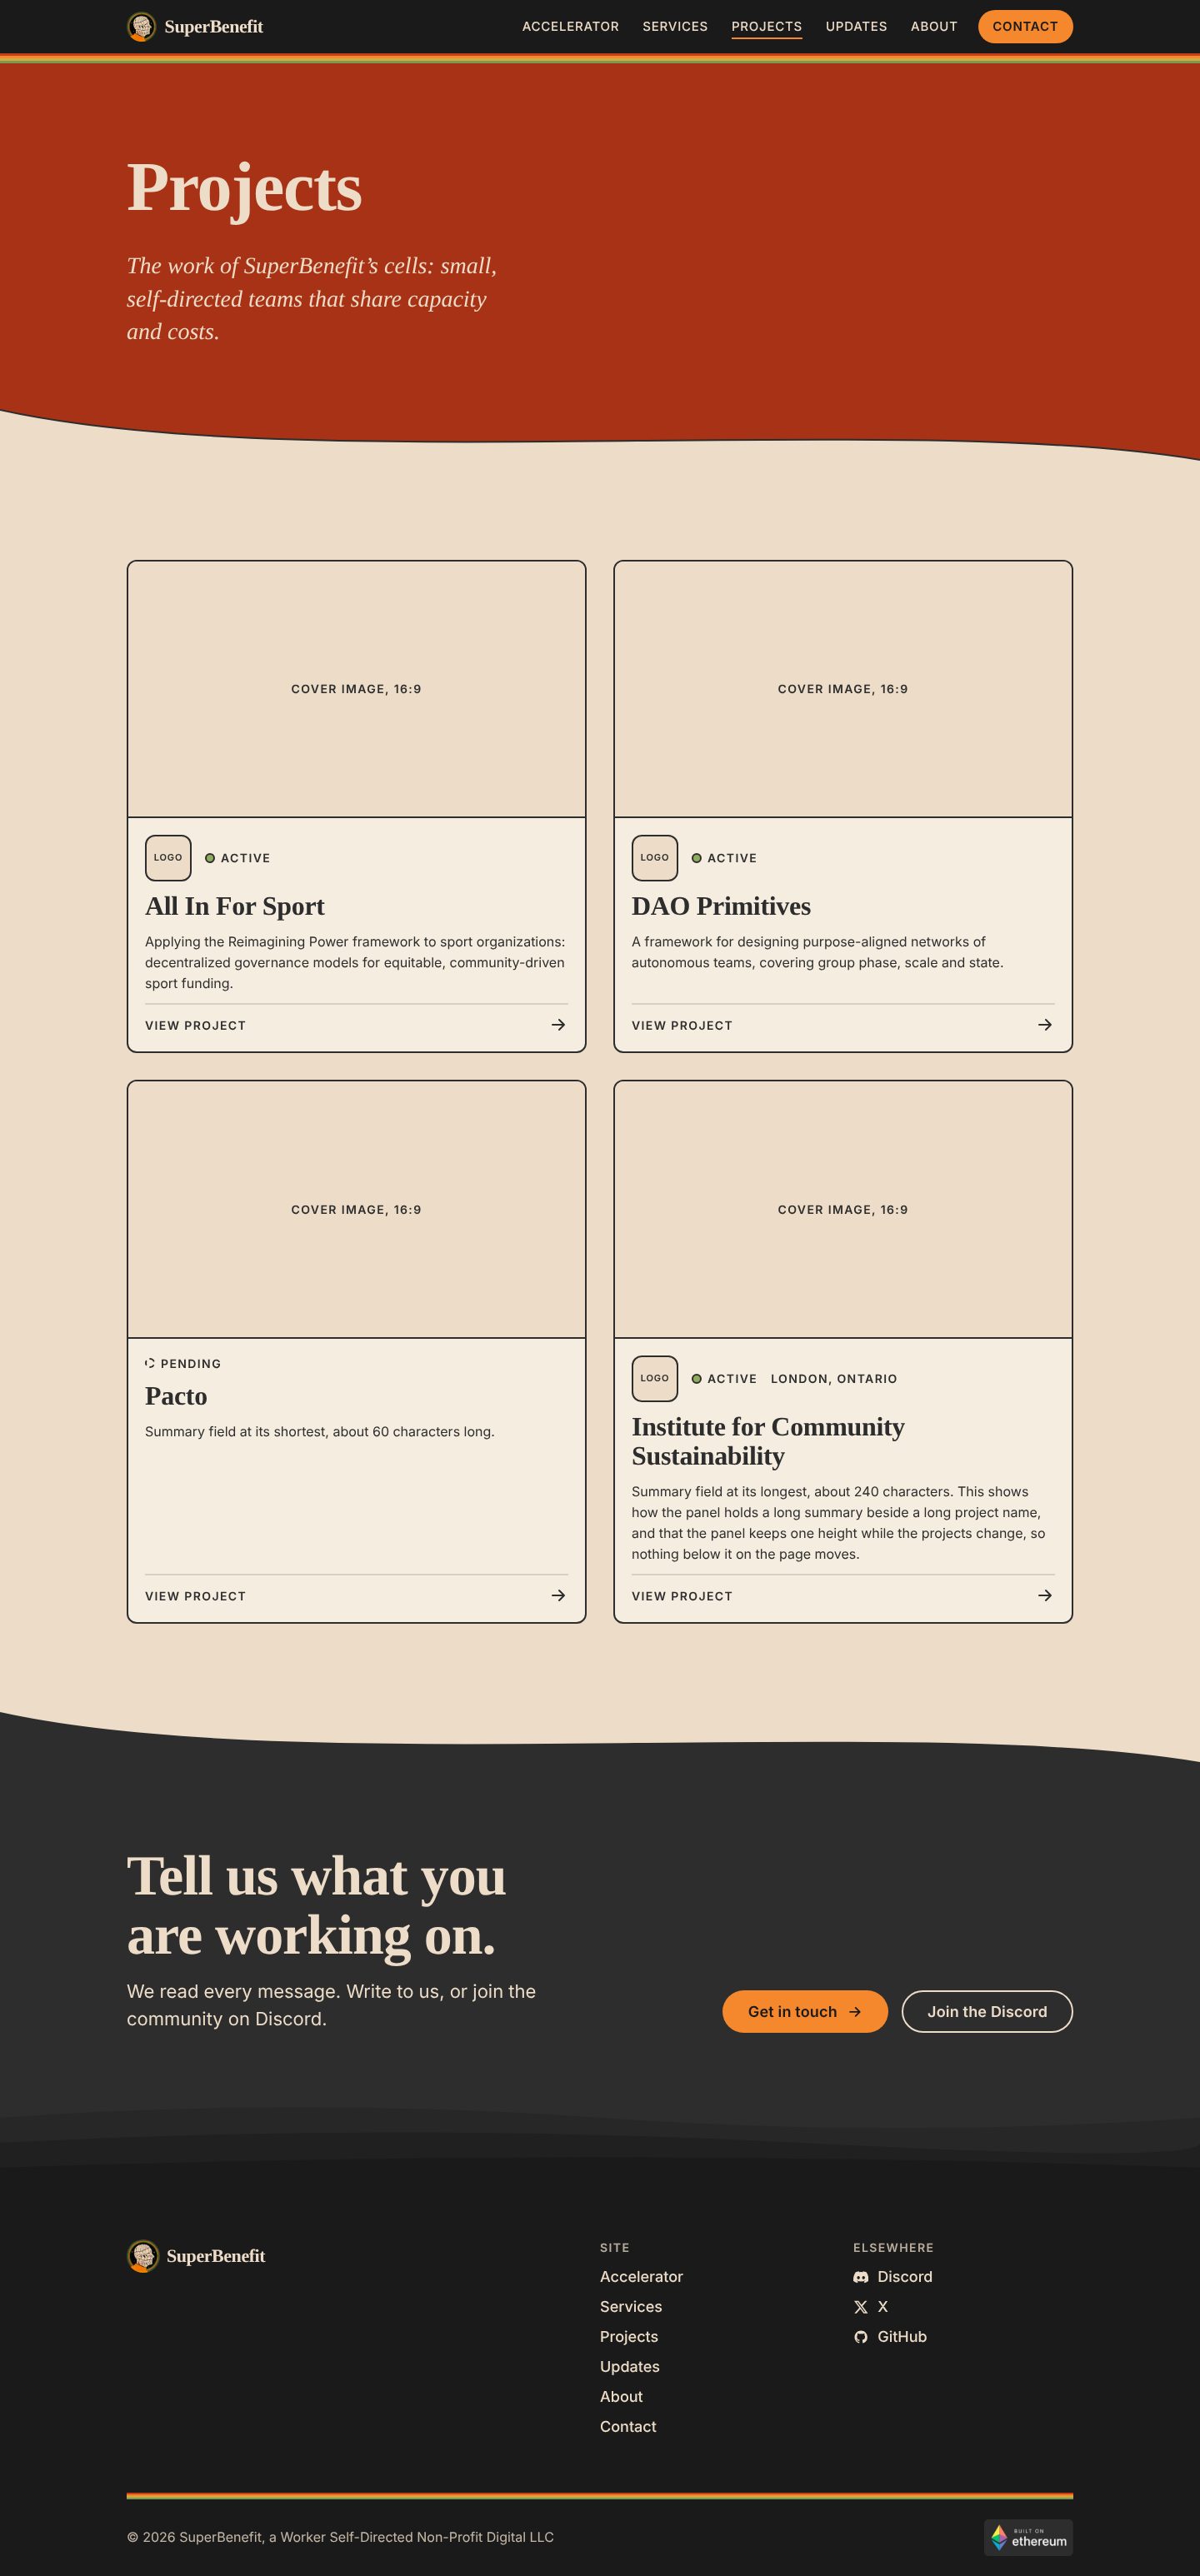 SuperBenefit
ACCELERATOR SERVICES PROJECTS UPDATES ABOUT CONTACT
Projects
The work of SuperBenefit’s cells: small,
self-directed teams that share capacity
and costs.
COVER IMAGE, 16:9
LOGO
ACTIVE
All In For Sport
Applying the Reimagining Power framework to sport organizations:
decentralized governance models for equitable, community-driven
sport funding.
VIEW PROJECT
COVER IMAGE, 16:9
LOGO
ACTIVE
DAO Primitives
A framework for designing purpose-aligned networks of
autonomous teams, covering group phase, scale and state.
VIEW PROJECT
COVER IMAGE, 16:9
PENDING
Pacto
Summary field at its shortest, about 60 characters long.
VIEW PROJECT
COVER IMAGE, 16:9
LOGO
ACTIVE LONDON, ONTARIO
Institute for Community
Sustainability
Summary field at its longest, about 240 characters. This shows
how the panel holds a long summary beside a long project name,
and that the panel keeps one height while the projects change, so
nothing below it on the page moves.
VIEW PROJECT
Tell us what you
are working on.
We read every message. Write to us, or join the
community on Discord.
Get in touch
Join the Discord
SuperBenefit
SITE
Accelerator
Services
Projects
Updates
About
Contact
ELSEWHERE
Discord
X
GitHub
© 2026 SuperBenefit, a Worker Self-Directed Non-Profit Digital LLC
BUILT ON
ethereum